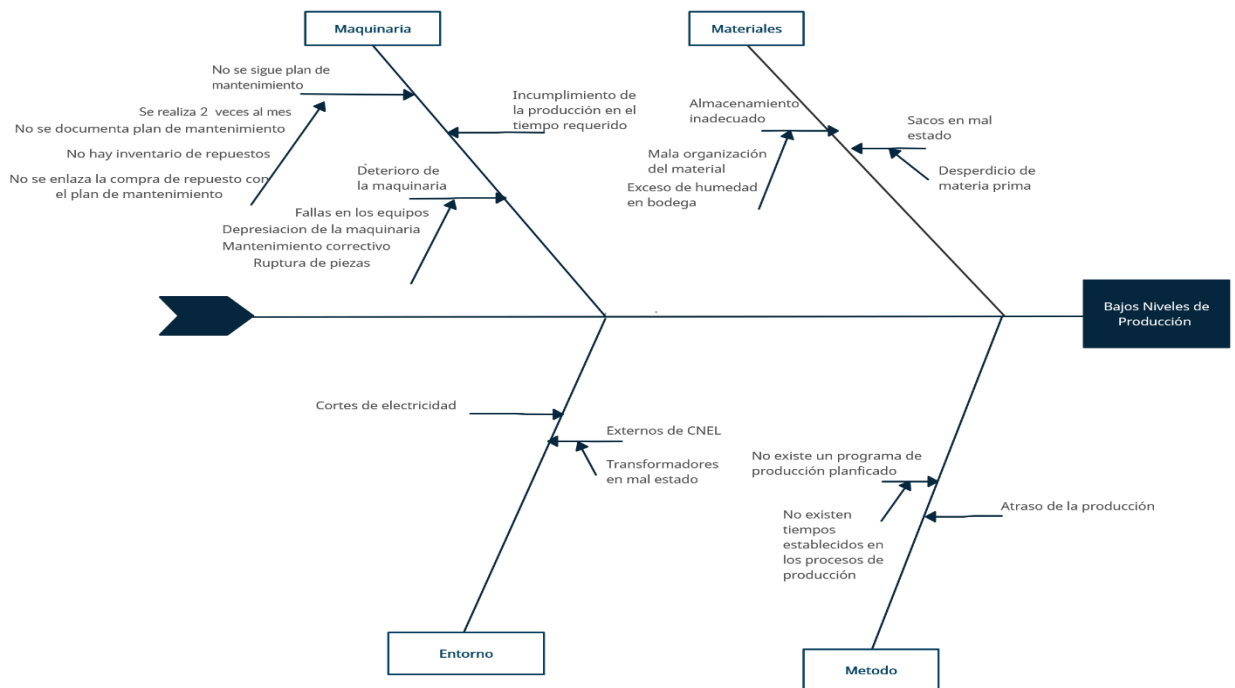 Maquinaria
Materiales
No se sigue plan de
mantenimiento
Se realiza 2 veces al mes
No se documenta plan de mantenimiento
No hay inventario de repuestos
No se enlaza la compra de repuesto con
el plan de mantenimiento
Incumplimiento de
la producción en el
tiempo requerido
Deterioro de
la maquinaria
Fallas en los equipos
Depresiacion de la maquinaria
Mantenimiento correctivo
Ruptura de piezas
Almacenamiento
inadecuado
Mala organización
del material
Exceso de humedad
en bodega
Sacos en mal
estado
Desperdicio de
materia prima
Bajos Niveles de
Producción
Cortes de electricidad
Externos de CNEL
Transformadores
en mal estado
No existe un programa de
producción planficado
No existen
tiempos
establecidos en
los procesos de
producción
Atraso de la producción
Entorno
Metodo